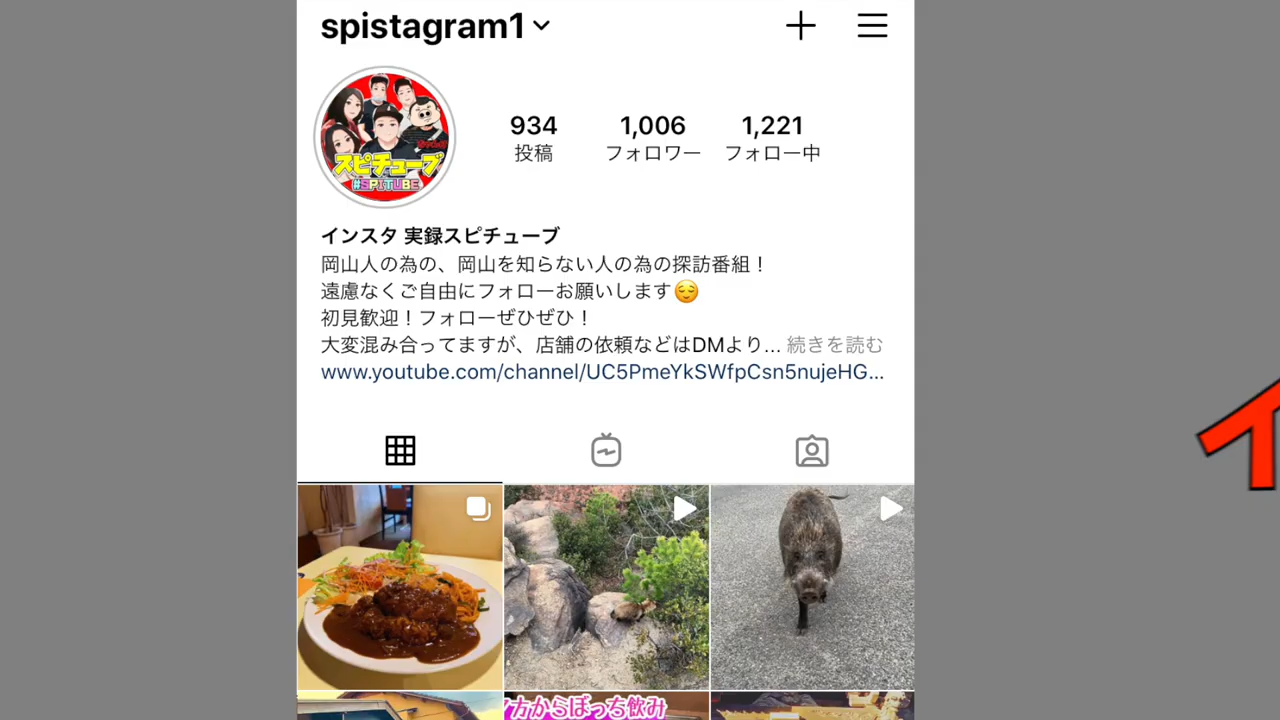 spistagram1
934
投稿
1,006
フォロワー
1,221
フォロー中
スピチューブ
#SPITUBE
インスタ 実録スピチューブ
岡山人の為の、岡山を知らない人の為の探訪番組！
遠慮なくご自由にフォローお願いします😌
初見歓迎！フォローぜひぜひ！
大変混み合ってますが、店舗の依頼などはDMより... 続きを読む
www.youtube.com/channel/UC5PmeYkSWfpCsn5nujeHG...
イ
方からぼっち飲み